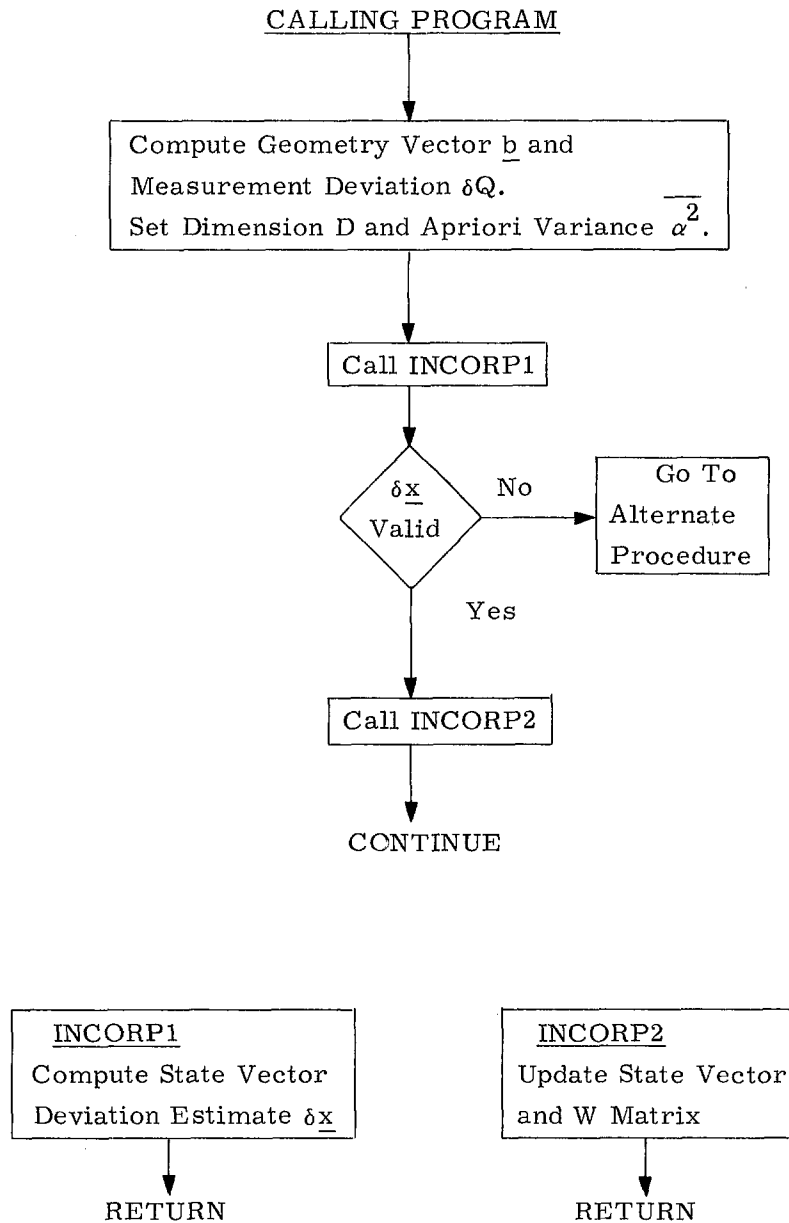 CALLING PROGRAM
Compute Geometry Vector b and
Measurement Deviation δQ.
Set Dimension D and Apriori Variance α².
Call INCORP1
δx
Valid
No
Go To
Alternate
Procedure
Yes
Call INCORP2
CONTINUE
INCORP1
Compute State Vector
Deviation Estimate δx
RETURN
INCORP2
Update State Vector
and W Matrix
RETURN